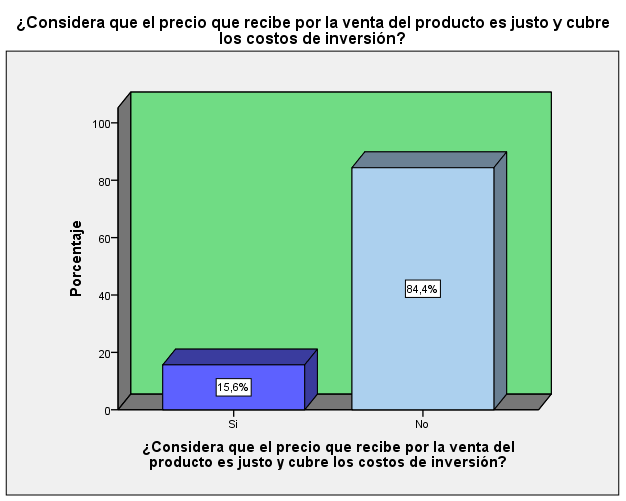 ¿Considera que el precio que recibe por la venta del producto es justo y cubre
los costos de inversión?
Porcentaje
100
80
60
40
20
0
84,4%
15,6%
Si
No
¿Considera que el precio que recibe por la venta del
producto es justo y cubre los costos de inversión?